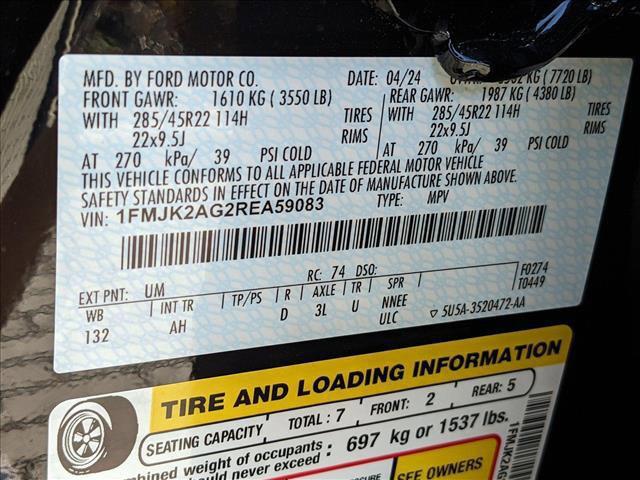 MFD. BY FORD MOTOR CO. DATE: 04/24 KG ( 7720 LB)
FRONT GAWR: 1610 KG ( 3550 LB) REAR GAWR: 1987 KG ( 4380 LB)
WITH 285/45R22 114H TIRES WITH 285/45R22 114H TIRES
22x9.5J RIMS 22x9.5J RIMS
AT 270 kPa/ 39 PSI COLD AT 270 kPa/ 39 PSI COLD
THIS VEHICLE CONFORMS TO ALL APPLICABLE FEDERAL MOTOR VEHICLE
SAFETY STANDARDS IN EFFECT ON THE DATE OF MANUFACTURE SHOWN ABOVE.
VIN: 1FMJK2AG2REA59083 TYPE: MPV
EXT PNT: UM RC: 74 DSO: F0274
WB INT TR TP/PS R AXLE TR SPR T0449
132 AH D 3L U NNEE
ULC ▽ 5U5A-3520472-AA
TIRE AND LOADING INFORMATION
SEATING CAPACITY TOTAL : 7 FRONT: 2 REAR: 5
mbined weight of occupants
ould never exceed : 697 kg or 1537 lbs.
SEE OWNERS
1FMJK2AG